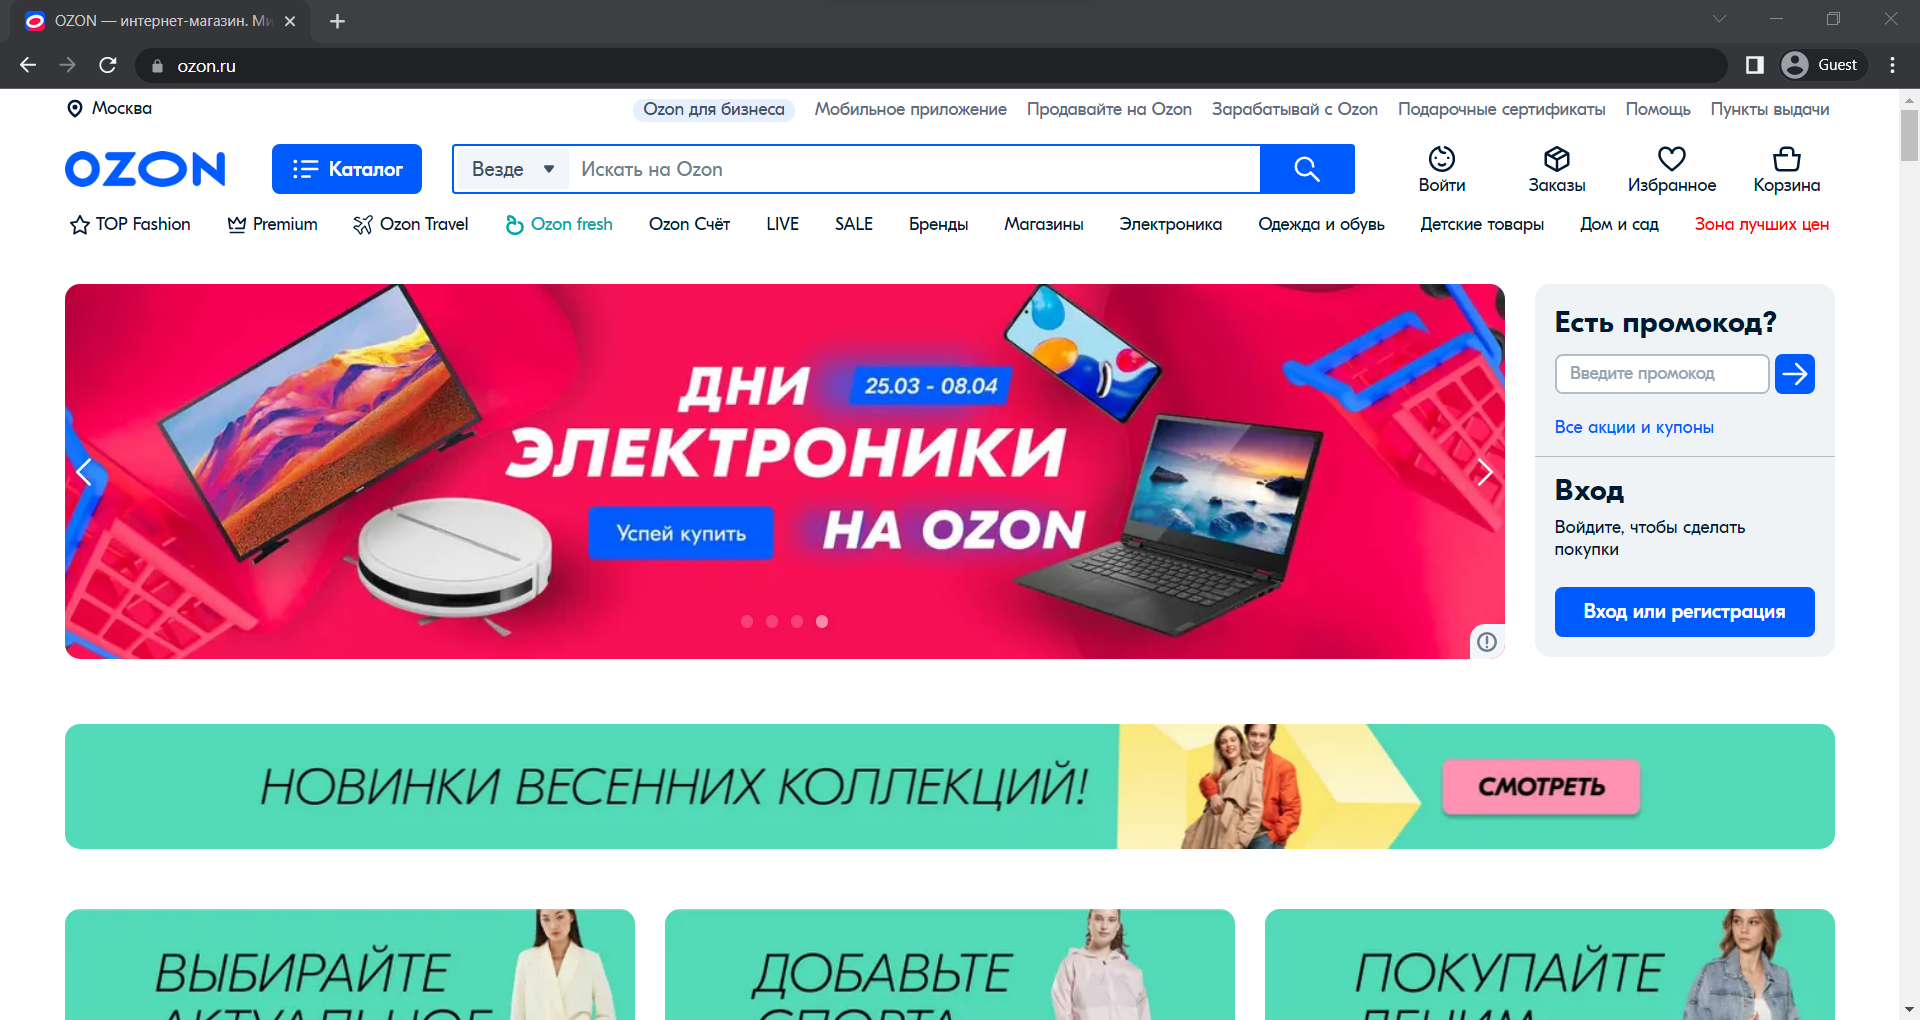 OZON — интернет-магазин. Ми
ozon.ru
Guest
Москва
Ozon для бизнеса Мобильное приложение Продавайте на Ozon Зарабатывай с Ozon Подарочные сертификаты Помощь Пункты выдачи
OZON
Каталог
Везде
Искать на Ozon
Войти
Заказы
Избранное
Корзина
TOP Fashion Premium Ozon Travel Ozon fresh Ozon Счёт LIVE SALE Бренды Магазины Электроника Одежда и обувь Детские товары Дом и сад Зона лучших цен
ДНИ
25.03 - 08.04
ЭЛЕКТРОНИКИ
Успей купить
НА OZON
Есть промокод?
Введите промокод
Все акции и купоны
Вход
Войдите, чтобы сделать
покупки
Вход или регистрация
НОВИНКИ ВЕСЕННИХ КОЛЛЕКЦИЙ!
СМОТРЕТЬ
ВЫБИРАЙТЕ
АКТУАЛЬНОЕ
ДОБАВЬТЕ
СПОРТА
ПОКУПАЙТЕ
ДЕНИМ